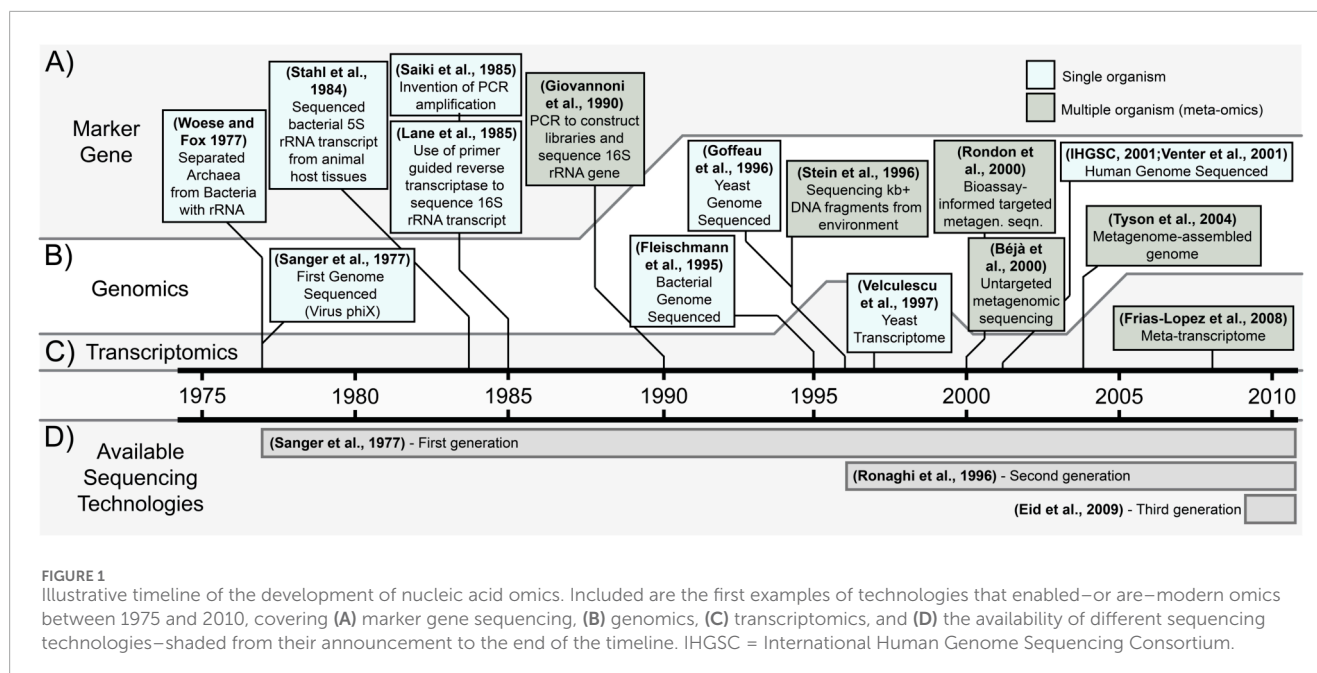 A)
Marker
Gene
(Woese and
Fox 1977)
Separated
Archaea
from Bacteria
with rRNA
(Stahl et al.,
1984)
Sequenced
bacterial 5S
rRNA transcript
from animal
host tissues
(Saiki et al., 1985)
Invention of PCR
amplification
(Lane et al., 1985)
Use of primer
guided reverse
transcriptase to
sequence 16S
rRNA transcript
(Giovannoni
et al., 1990)
PCR to construct
libraries and
sequence 16S
rRNA gene
Single organism
Multiple organism (meta-omics)
B)
Genomics
(Sanger et al., 1977)
First Genome
Sequenced
(Virus phiX)
(Fleischmann
et al., 1995)
Bacterial
Genome
Sequenced
(Goffeau
et al., 1996)
Yeast
Genome
Sequenced
(Stein et al., 1996)
Sequencing kb+
DNA fragments from
environment
(Rondon et al.,
2000)
Bioassay-
informed targeted
metagen. seqn.
(Béjà et
al., 2000)
Untargeted
metagenomic
sequencing
(IHGSC, 2001;Venter et al., 2001)
Human Genome Sequenced
(Tyson et al., 2004)
Metagenome-assembled
genome
C) Transcriptomics
(Velculescu
et al., 1997)
Yeast
Transcriptome
(Frias-Lopez et al., 2008)
Meta-transcriptome
1975 1980 1985 1990 1995 2000 2005 2010
D)
Available
Sequencing
Technologies
(Sanger et al., 1977) - First generation
(Ronaghi et al., 1996) - Second generation
(Eid et al., 2009) - Third generation
FIGURE 1
Illustrative timeline of the development of nucleic acid omics. Included are the first examples of technologies that enabled–or are–modern omics
between 1975 and 2010, covering (A) marker gene sequencing, (B) genomics, (C) transcriptomics, and (D) the availability of different sequencing
technologies–shaded from their announcement to the end of the timeline. IHGSC = International Human Genome Sequencing Consortium.